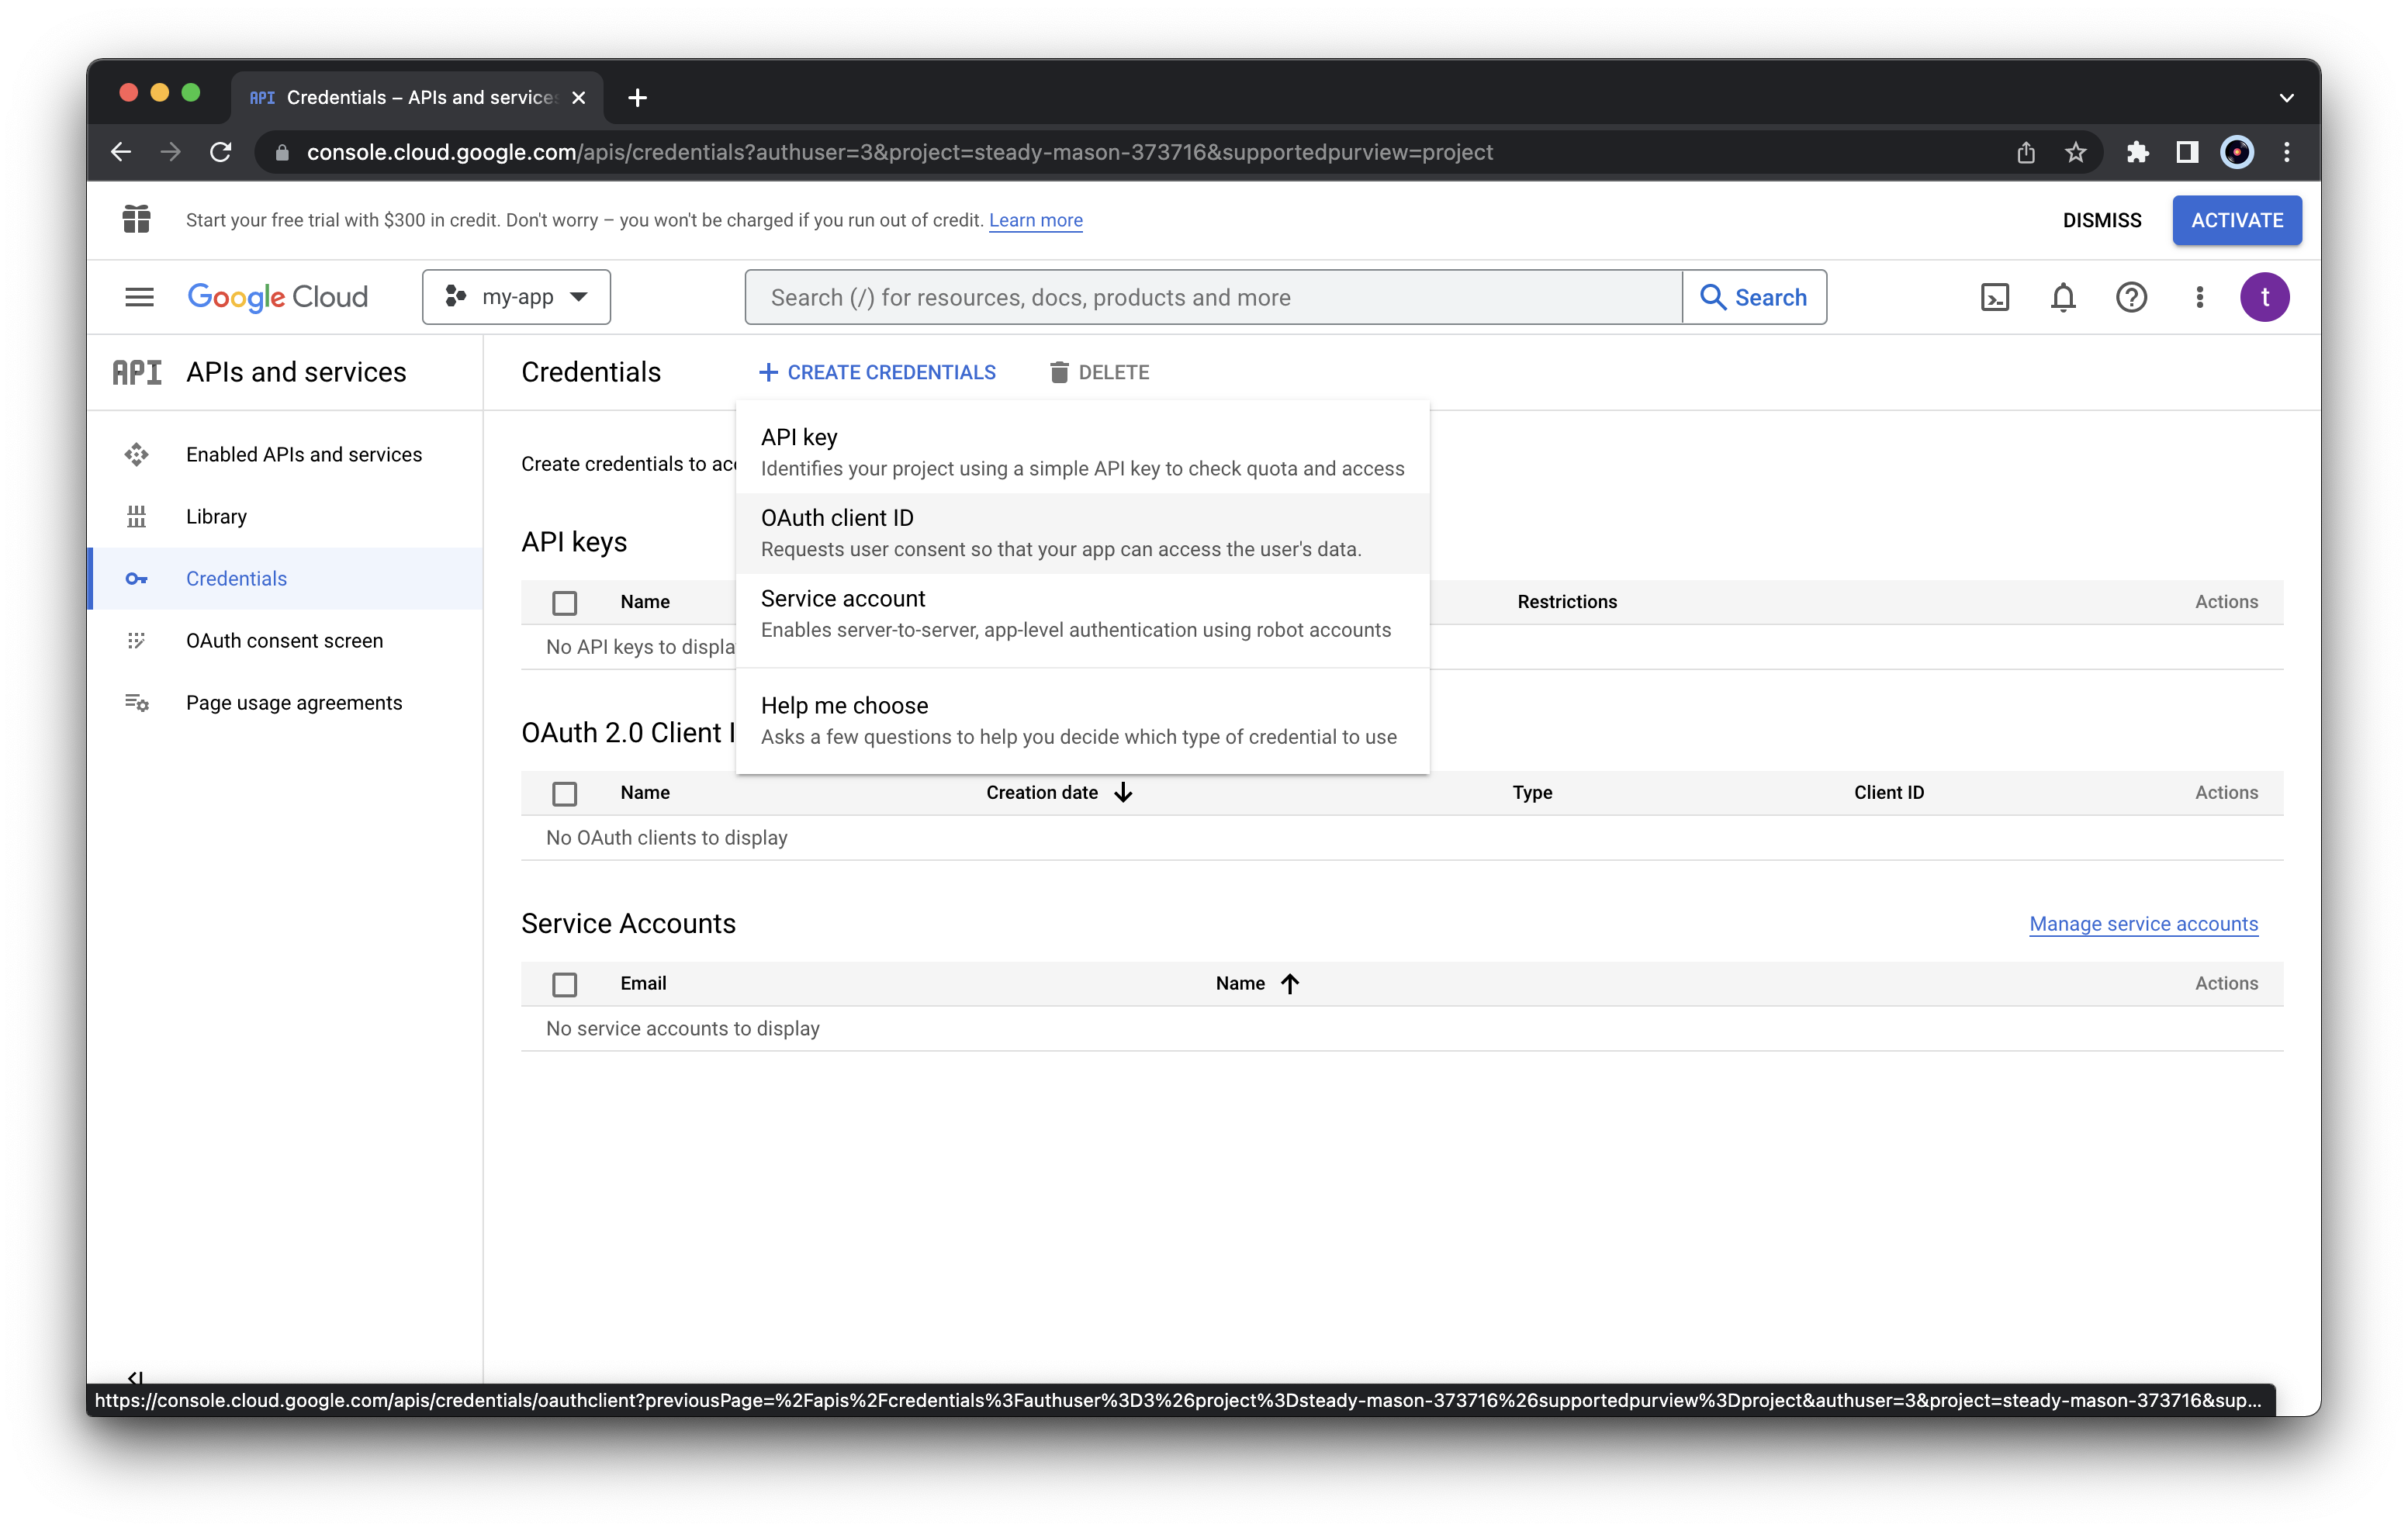 API Credentials – APIs and service
console.cloud.google.com/apis/credentials?authuser=3&project=steady-mason-373716&supportedpurview=project
Start your free trial with $300 in credit. Don't worry – you won't be charged if you run out of credit. Learn more
DISMISS
ACTIVATE
Google Cloud
my-app
Search (/) for resources, docs, products and more
Search
t
API APIs and services
Credentials
CREATE CREDENTIALS
DELETE
Enabled APIs and services
Library
Credentials
OAuth consent screen
Page usage agreements
Create credentials to acc
API key
Identifies your project using a simple API key to check quota and access
OAuth client ID
Requests user consent so that your app can access the user's data.
Service account
Enables server-to-server, app-level authentication using robot accounts
Help me choose
Asks a few questions to help you decide which type of credential to use
API keys
Name
Restrictions
Actions
No API keys to displa
OAuth 2.0 Client I
Name
Creation date
Type
Client ID
Actions
No OAuth clients to display
Service Accounts
Manage service accounts
Email
Name
Actions
No service accounts to display
https://console.cloud.google.com/apis/credentials/oauthclient?previousPage=%2Fapis%2Fcredentials%3Fauthuser%3D3%26project%3Dsteady-mason-373716%26supportedpurview%3Dproject&authuser=3&project=steady-mason-373716&sup...